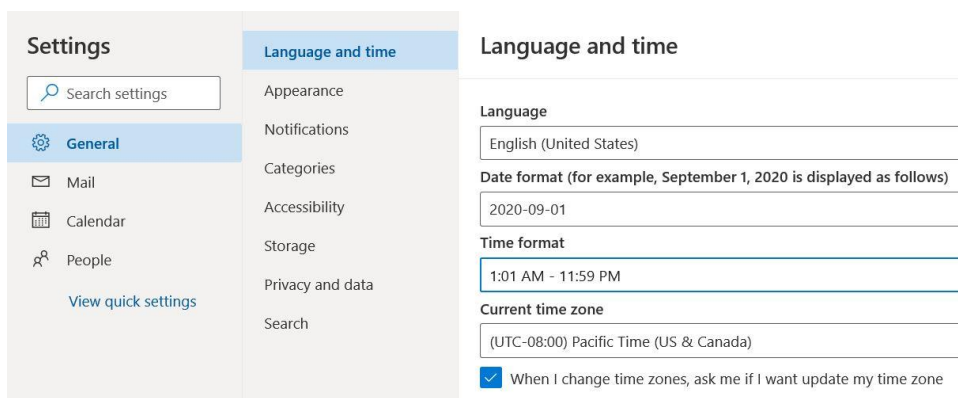 Settings
Search settings
General
Mail
Calendar
People
View quick settings
Language and time
Appearance
Notifications
Categories
Accessibility
Storage
Privacy and data
Search
Language and time
Language
English (United States)
Date format (for example, September 1, 2020 is displayed as follows)
2020-09-01
Time format
1:01 AM - 11:59 PM
Current time zone
(UTC-08:00) Pacific Time (US & Canada)
When I change time zones, ask me if I want update my time zone